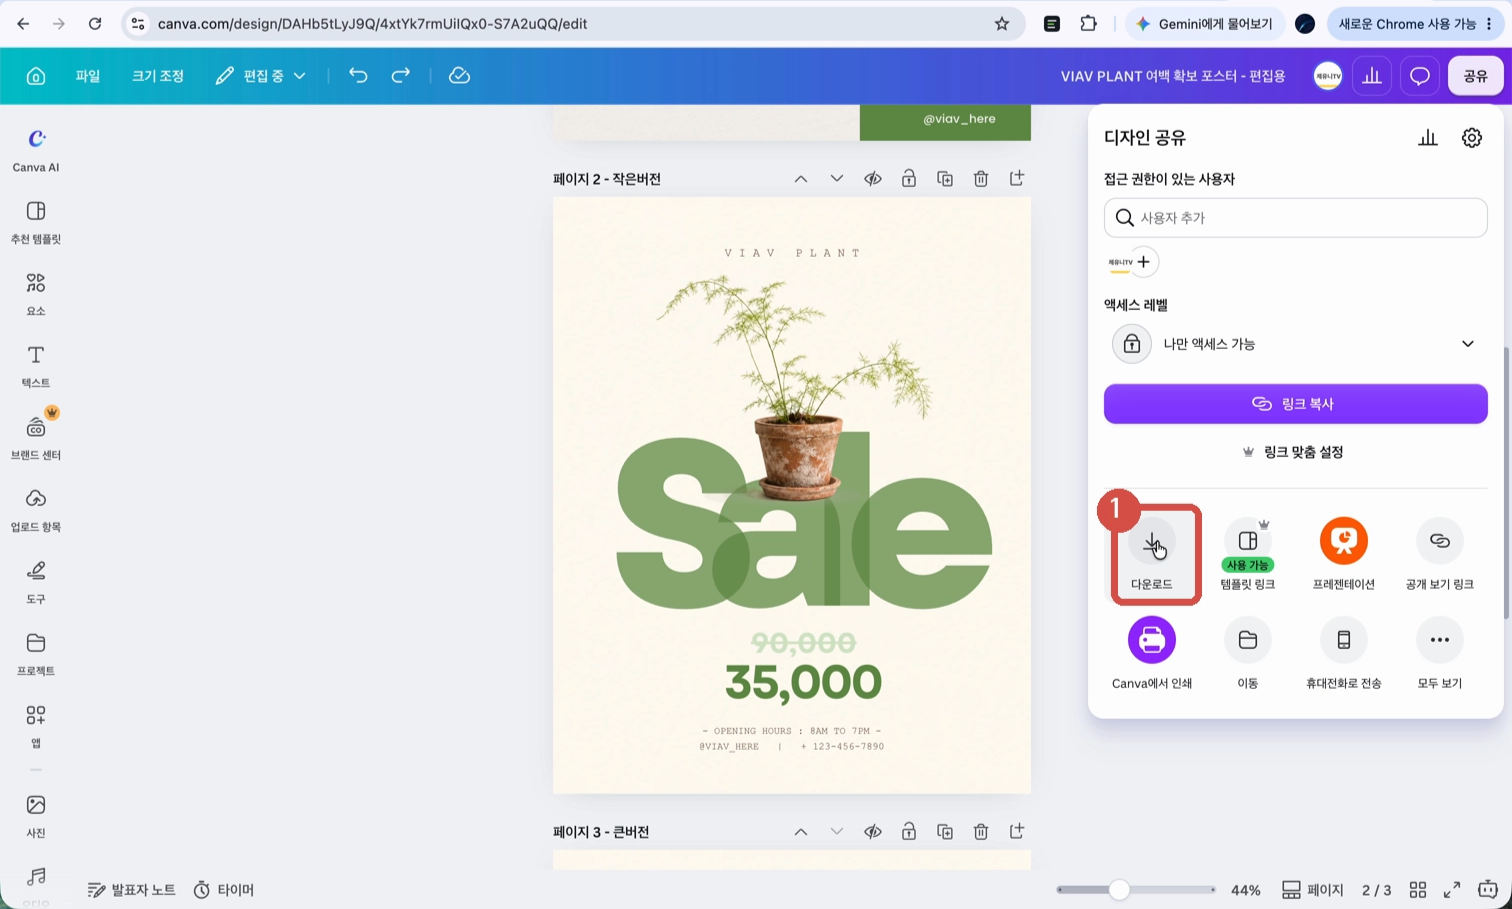 canva.com/design/DAHb5tLyJ9Q/4xtYk7rmUilQx0-S7A2uQQ/edit
Gemini에게 물어보기
새로운 Chrome 사용 가능
파일
크기 조정
편집 중
VIAV PLANT 여백 확보 포스터 - 편집용
제유니TV
공유
Canva AI
추천 템플릿
요소
텍스트
CO
브랜드 센터
업로드 항목
도구
프로젝트
앱
사진
@viav_here
페이지 2 - 작은버전
VIAV PLANT
Sale
90,000
35,000
- OPENING HOURS : 8AM TO 7PM -
@VIAV_HERE | + 123-456-7890
페이지 3 - 큰버전
디자인 공유
접근 권한이 있는 사용자
사용자 추가
제유니TV
액세스 레벨
나만 액세스 가능
링크 복사
링크 맞춤 설정
1
다운로드
사용 가능
템플릿 링크
프레젠테이션
공개 보기 링크
Canva에서 인쇄
이동
휴대전화로 전송
모두 보기
발표자 노트
타이머
44%
페이지
2 / 3